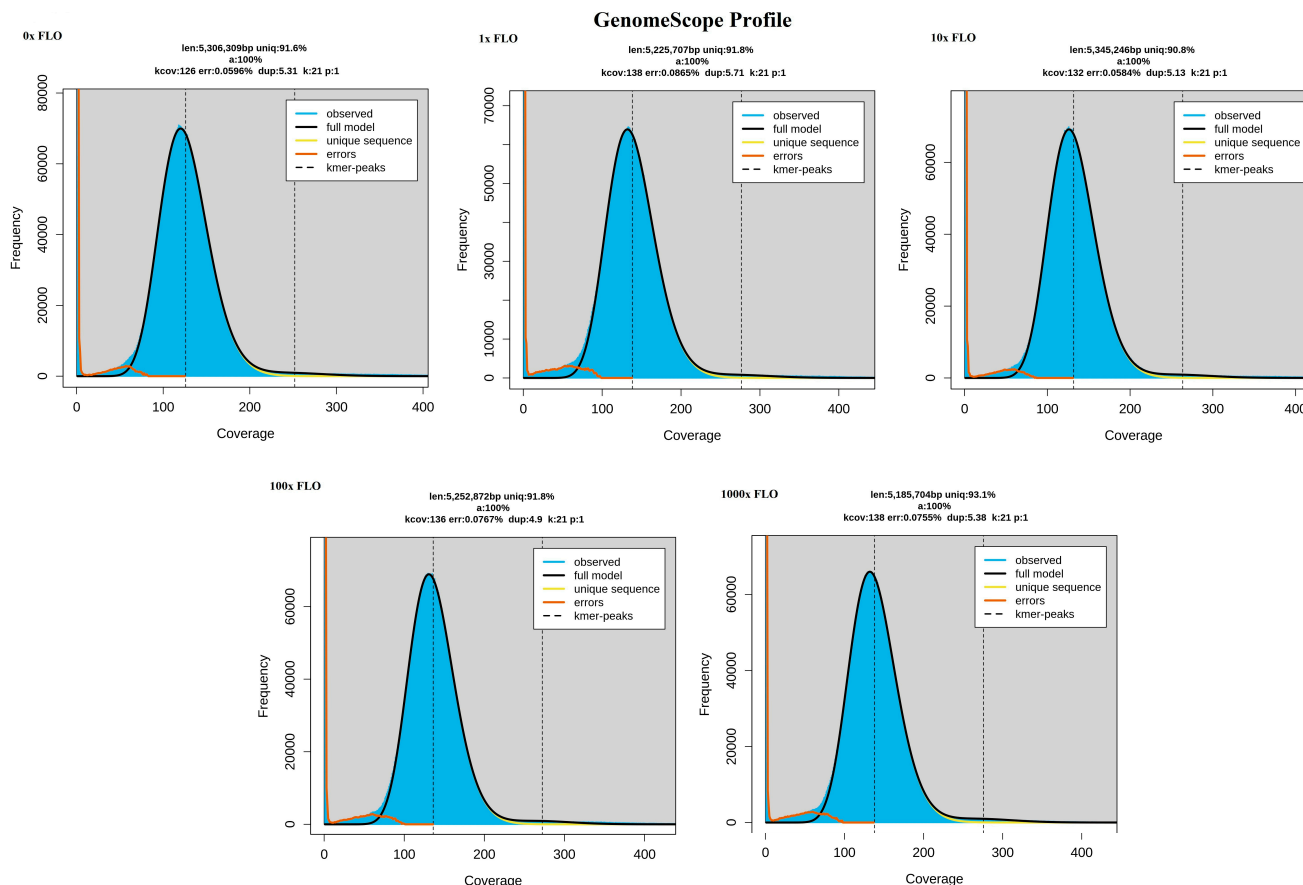 GenomeScope Profile
0x FLO
len:5,306,309bp uniq:91.6%
a:100%
kcov:126 err:0.0596% dup:5.31 k:21 p:1
80000
60000
40000
20000
0
Frequency
observed
full model
unique sequence
errors
kmer-peaks
0 100 200 300 400
Coverage
1x FLO
len:5,225,707bp uniq:91.8%
a:100%
kcov:138 err:0.0865% dup:5.71 k:21 p:1
70000
50000
30000
10000
0
Frequency
observed
full model
unique sequence
errors
kmer-peaks
0 100 200 300 400
Coverage
10x FLO
len:5,345,246bp uniq:90.8%
a:100%
kcov:132 err:0.0584% dup:5.13 k:21 p:1
60000
40000
20000
0
Frequency
observed
full model
unique sequence
errors
kmer-peaks
0 100 200 300 400
Coverage
100x FLO
len:5,252,872bp uniq:91.8%
a:100%
kcov:136 err:0.0767% dup:4.9 k:21 p:1
60000
40000
20000
0
Frequency
observed
full model
unique sequence
errors
kmer-peaks
0 100 200 300 400
Coverage
1000x FLO
len:5,185,704bp uniq:93.1%
a:100%
kcov:138 err:0.0755% dup:5.38 k:21 p:1
60000
40000
20000
0
Frequency
observed
full model
unique sequence
errors
kmer-peaks
0 100 200 300 400
Coverage